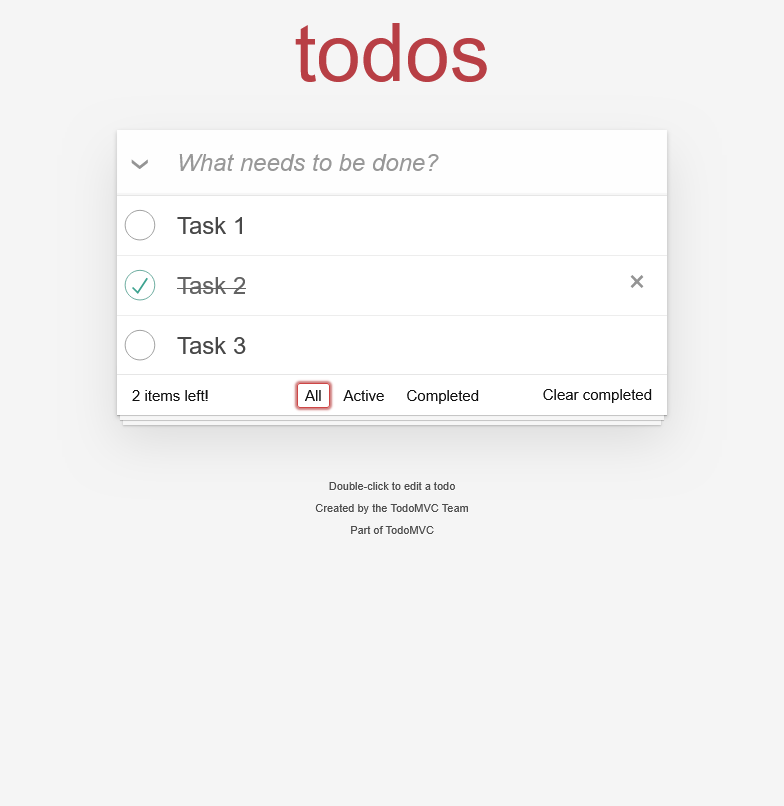 todos
What needs to be done?
Task 1
Task 2
Task 3
2 items left! All Active Completed Clear completed
Double-click to edit a todo
Created by the TodoMVC Team
Part of TodoMVC